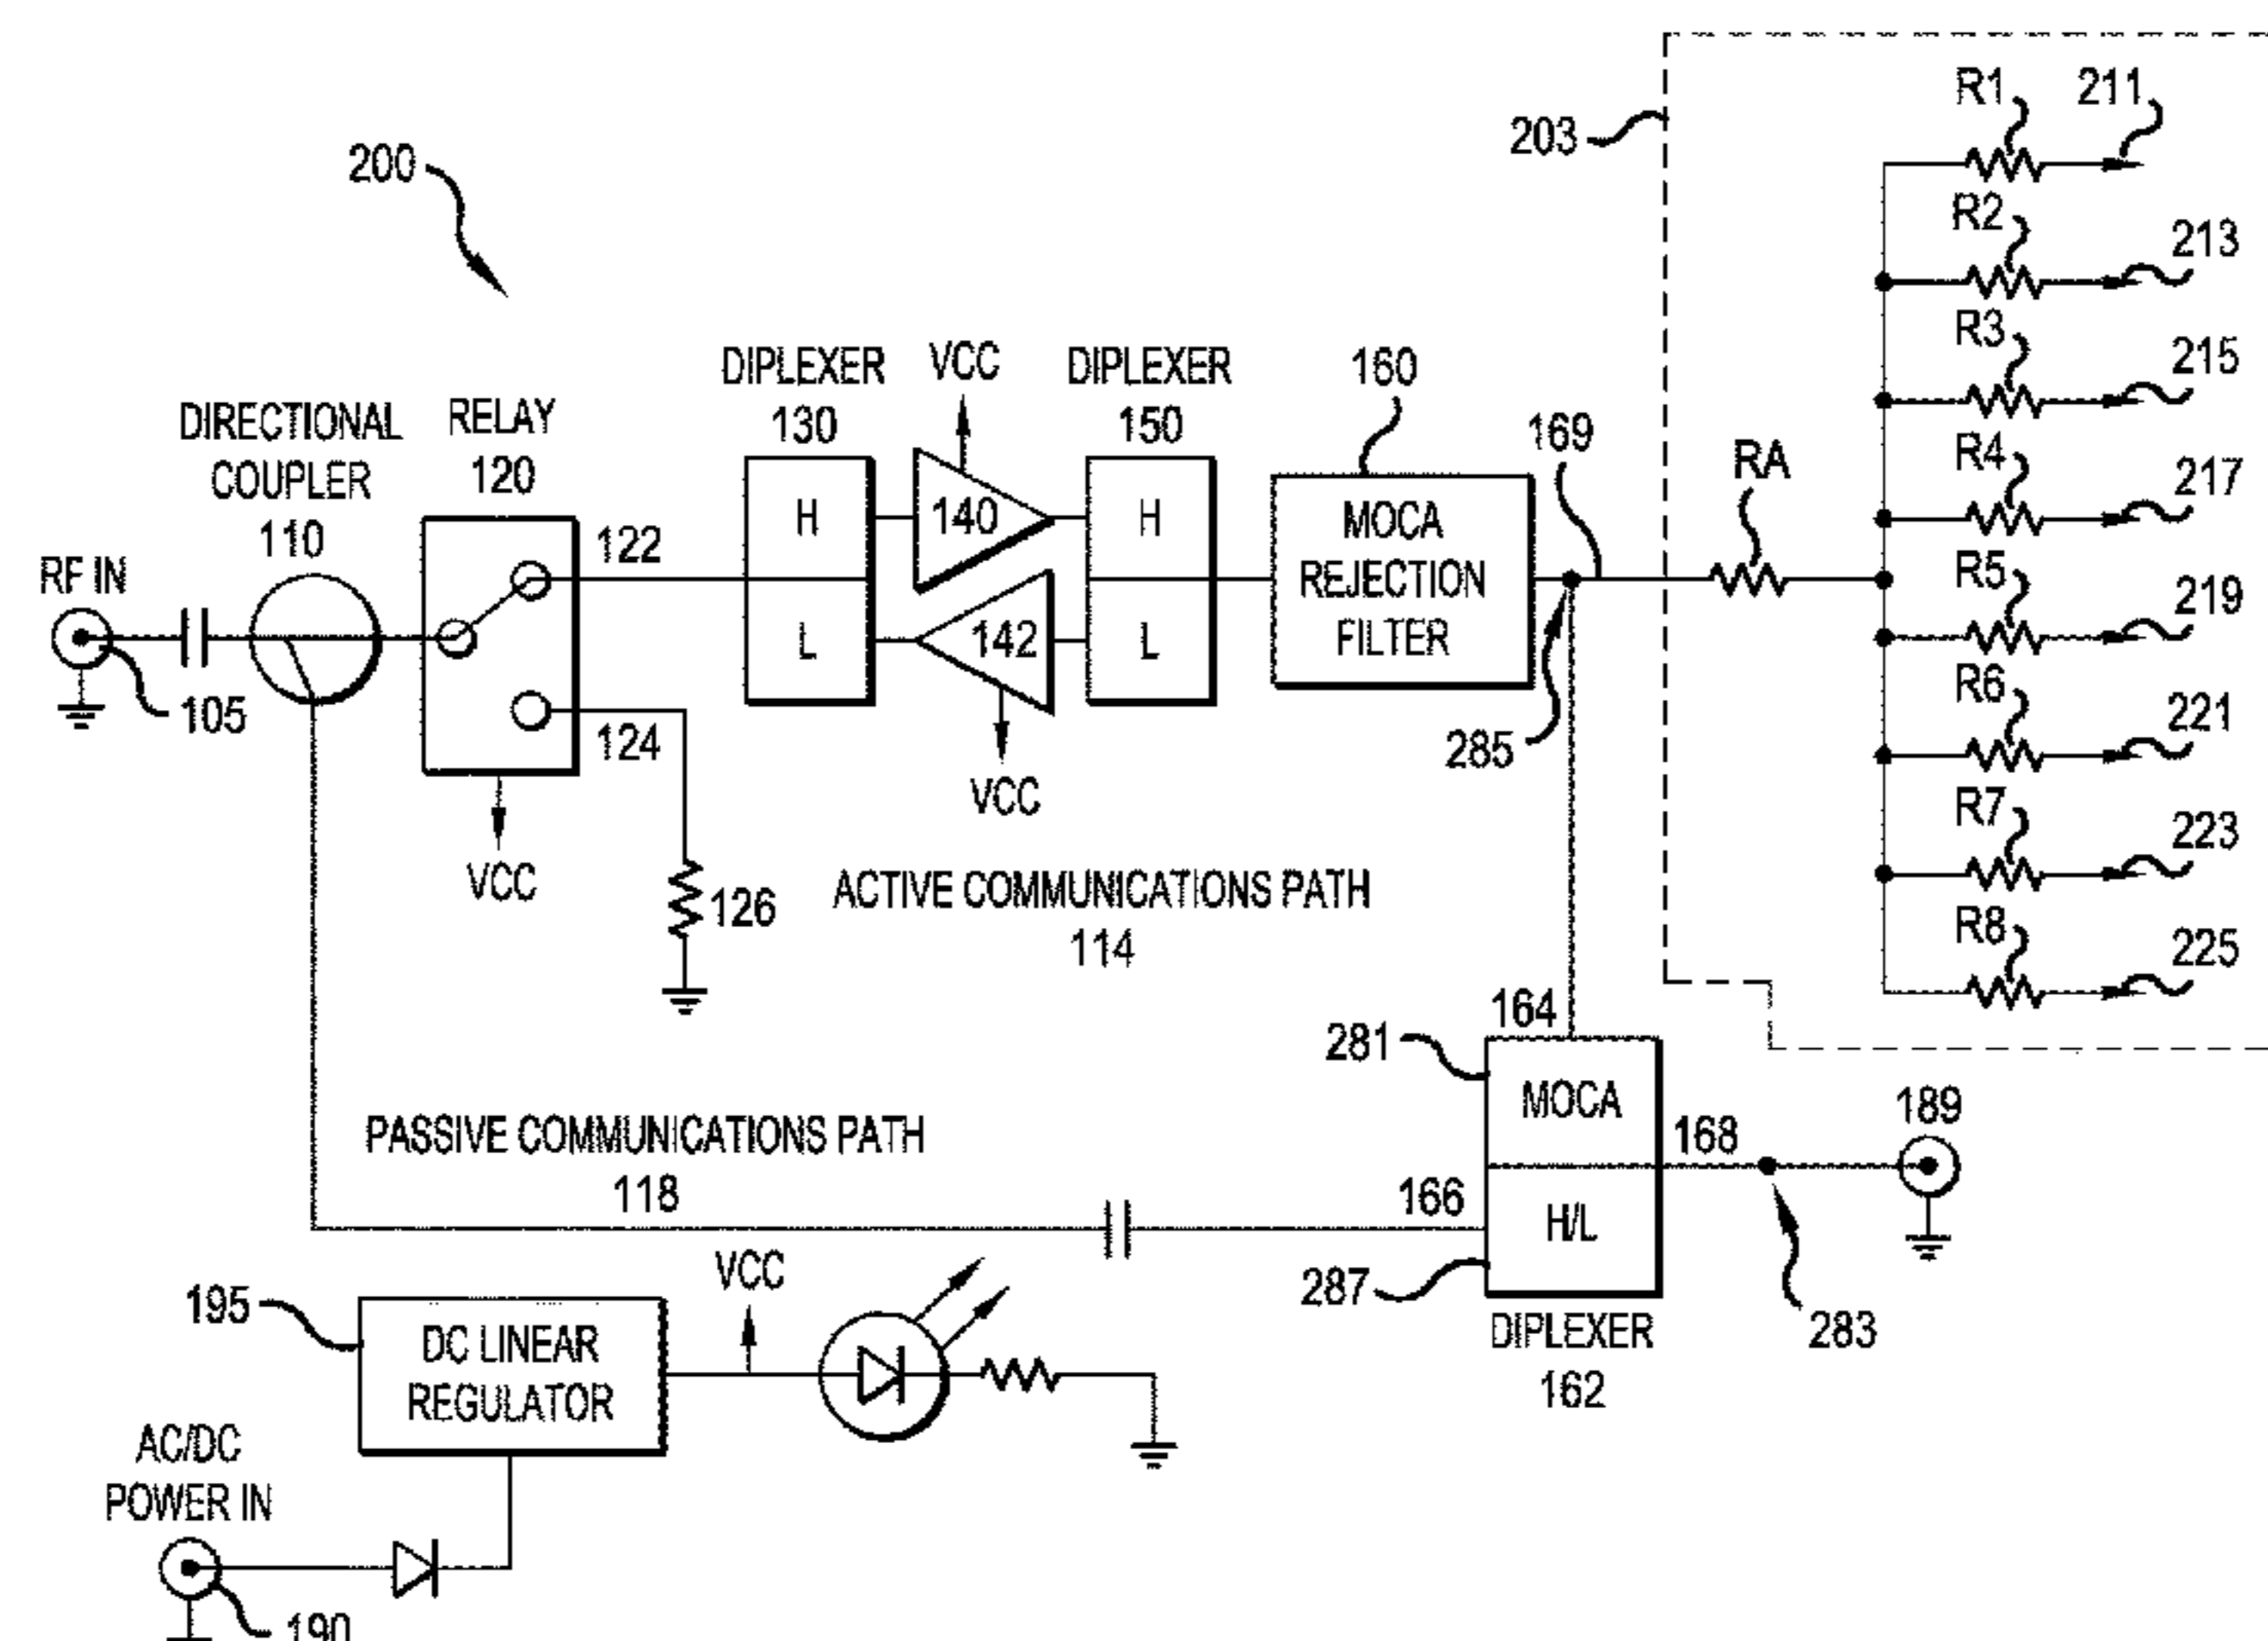 R1
211
203
200
R2
213
R3
215
DIPLEXER
130
VCC
DIPLEXER
150
160
169
DIRECTIONAL
COUPLER
110
RELAY
120
RA
R4
217
H
140
H
MOCA
REJECTION
FILTER
RF IN
122
R5
219
L
142
L
105
124
285
R6
221
VCC
VCC
R7
223
126
ACTIVE COMMUNICATIONS PATH
114
R8
225
164
281
MOCA
189
PASSIVE COMMUNICATIONS PATH
118
168
166
H/L
287
VCC
195
DC LINEAR
REGULATOR
DIPLEXER
162
283
AC/DC
POWER IN
190